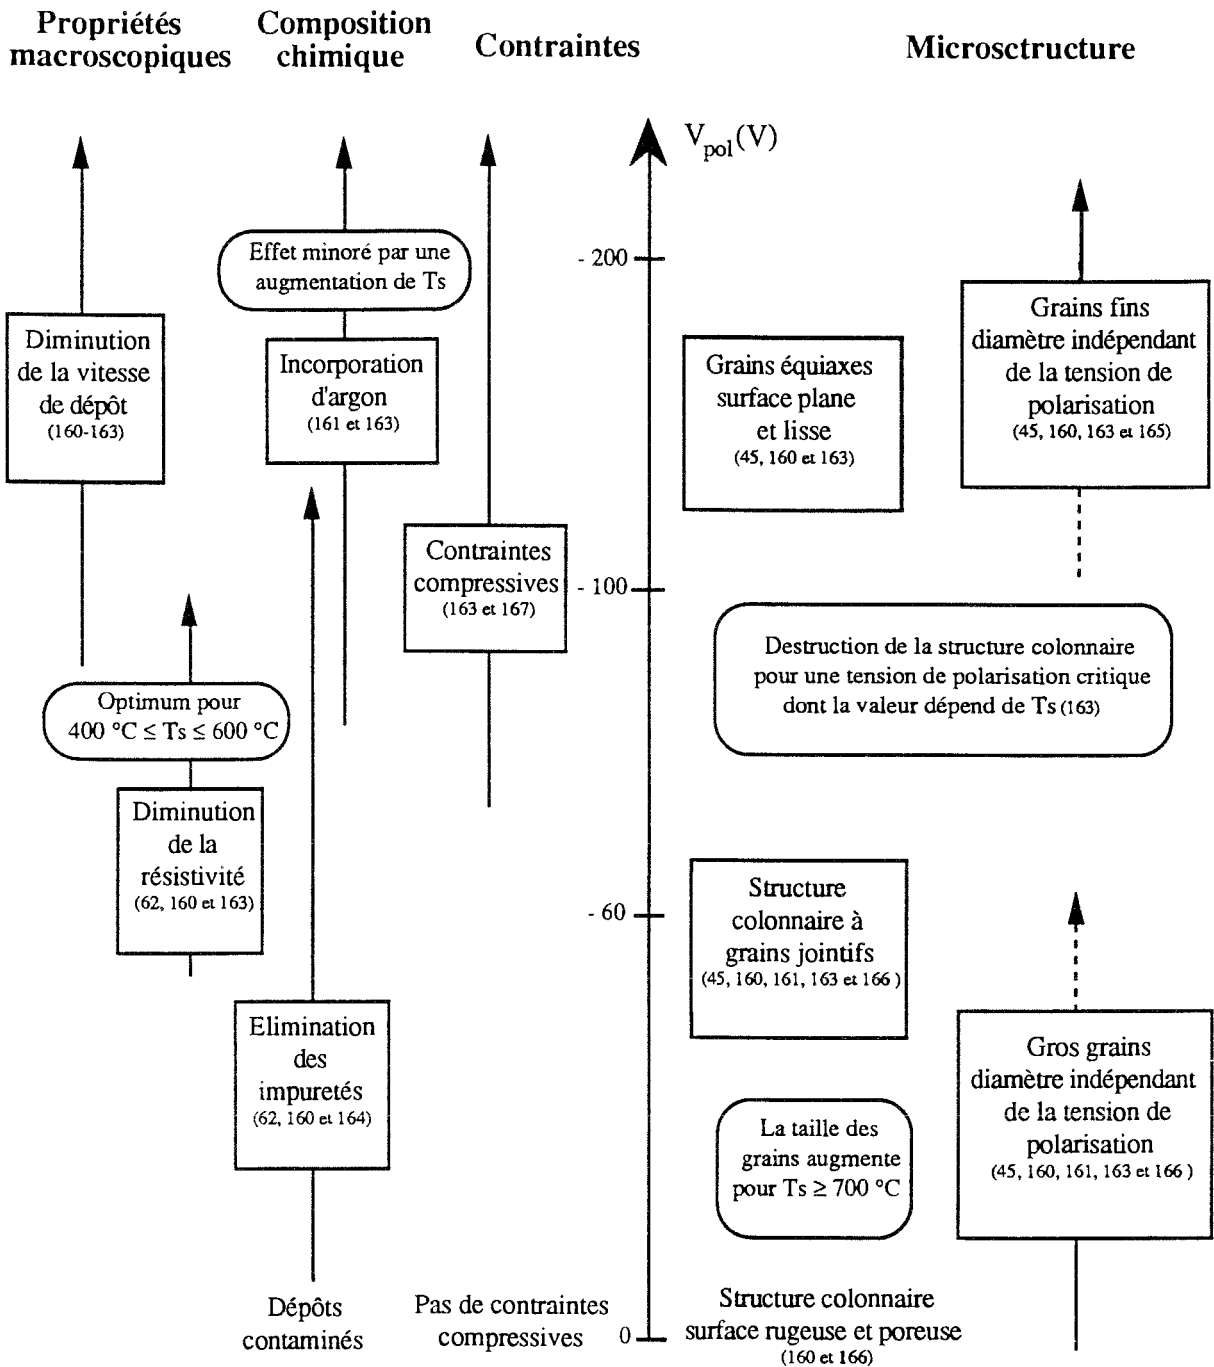 Propriétés
macroscopiques
Composition
chimique
Contraintes
Microsctructure
V pol (V)
Effet minoré par une
augmentation de Ts
- 200
Diminution
de la vitesse
de dépôt
(160-163)
Incorporation
d'argon
(161 et 163)
Grains équiaxes
surface plane
et lisse
(45, 160 et 163)
Grains fins
diamètre indépendant
de la tension de
polarisation
(45, 160, 163 et 165)
Contraintes
compressives
(163 et 167)
- 100
Optimum pour
400 °C ≤ Ts ≤ 600 °C
Destruction de la structure colonnaire
pour une tension de polarisation critique
dont la valeur dépend de Ts (163)
Diminution
de la
résistivité
(62, 160 et 163)
- 60
Structure
colonnaire à
grains jointifs
(45, 160, 161, 163 et 166 )
Elimination
des
impuretés
(62, 160 et 164)
La taille des
grains augmente
pour Ts ≥ 700 °C
Gros grains
diamètre indépendant
de la tension de
polarisation
(45, 160, 161, 163 et 166 )
Dépôts
contaminés
Pas de contraintes
compressives
0
Structure colonnaire
surface rugeuse et poreuse
(160 et 166)